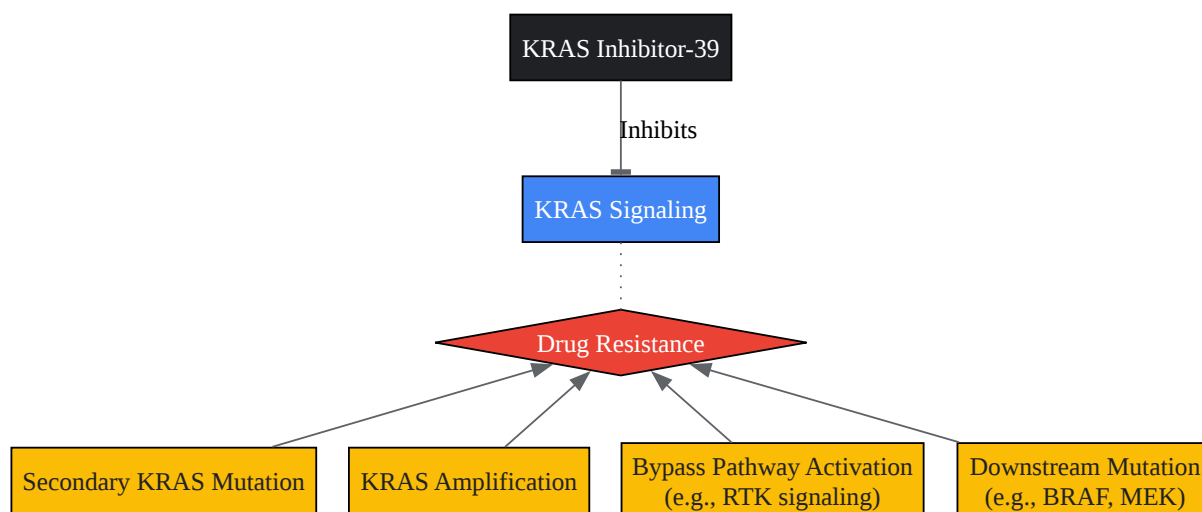 KRAS Inhibitor-39
Inhibits
KRAS Signaling
Drug Resistance
Secondary KRAS Mutation
KRAS Amplification
Bypass Pathway Activation
(e.g., RTK signaling)
Downstream Mutation
(e.g., BRAF, MEK)